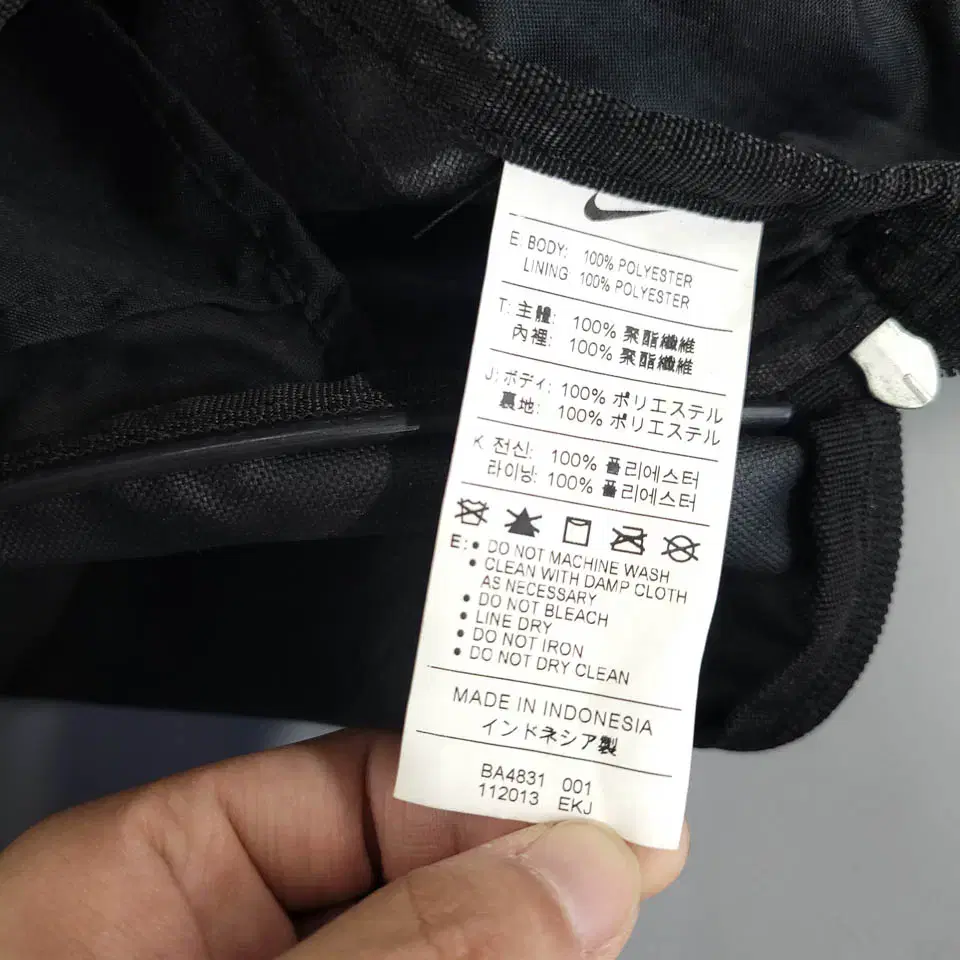 E: BODY: 100% POLYESTER
LINING 100% POLYESTER
T: 主體: 100% 聚酯纖維
內裡: 100% 聚酯纖維
J: ボディ: 100% ポリエステル
裏地: 100% ポリエステル
K 전신: 100% 폴리에스터
라이닝: 100% 폴리에스터
E: • DO NOT MACHINE WASH
• CLEAN WITH DAMP CLOTH
AS NECESSARY
• DO NOT BLEACH
• LINE DRY
• DO NOT IRON
• DO NOT DRY CLEAN
MADE IN INDONESIA
インドネシア製
BA4831 001
112013 EKJ